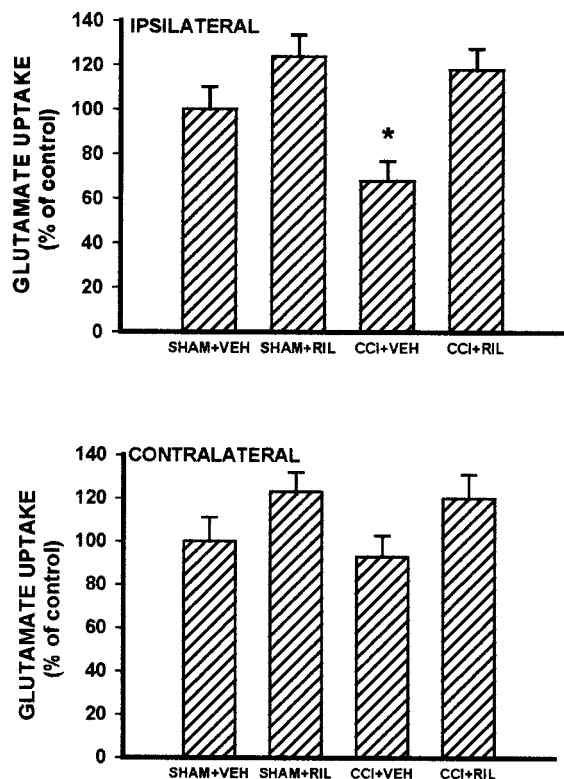 IPSILATERAL
GLUTAMATE UPTAKE
(% of control)
140
120
100
80
60
40
20
0
*
SHAM+VEH SHAM+RIL CCI+VEH CCI+RIL
CONTRALATERAL
GLUTAMATE UPTAKE
(% of control)
140
120
100
80
60
40
20
0
SHAM+VEH SHAM+RIL CCI+VEH CCI+RIL